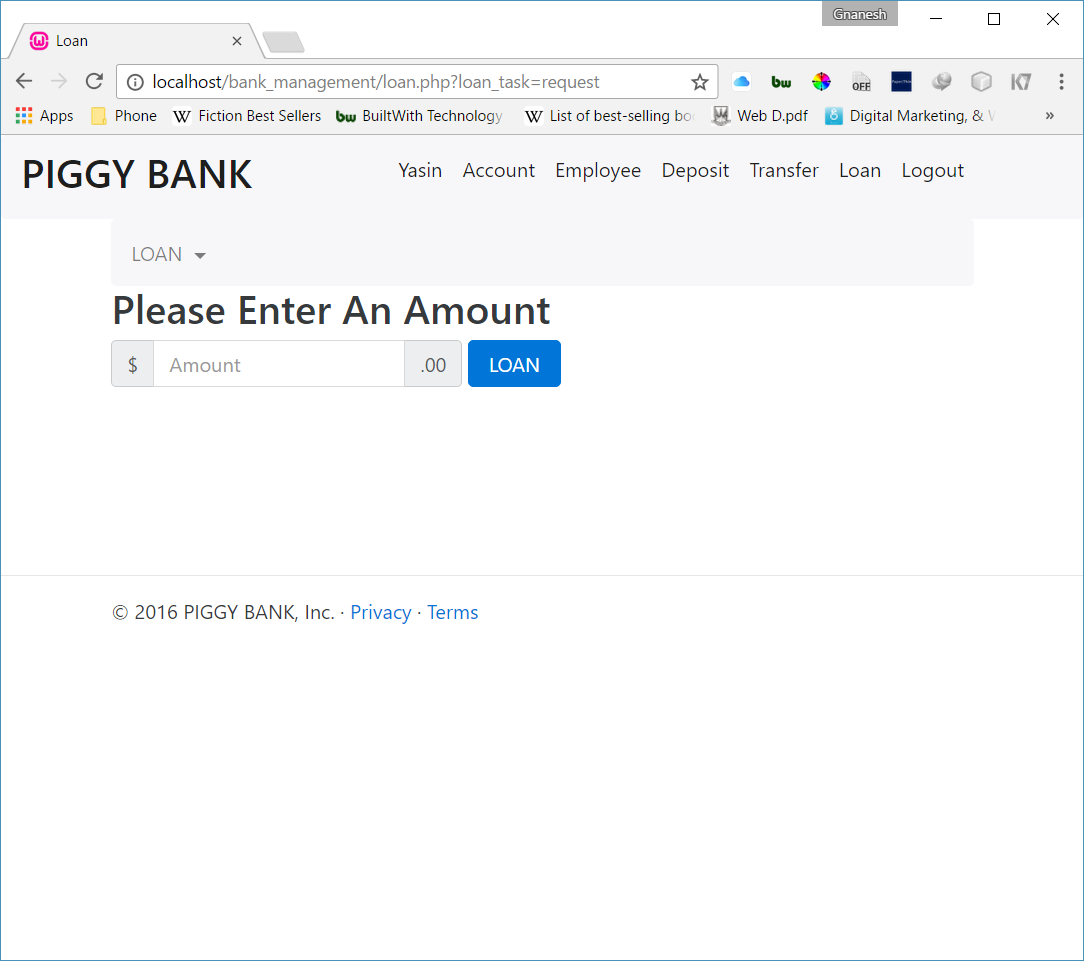 Gnanesh
Loan
localhost/bank_management/loan.php?loan_task=request
OFF
K7
Apps Phone Fiction Best Sellers BuiltWith Technology List of best-selling boo Web D.pdf Digital Marketing, & W
PIGGY BANK Yasin Account Employee Deposit Transfer Loan Logout
LOAN
Please Enter An Amount
$ Amount .00 LOAN
© 2016 PIGGY BANK, Inc. · Privacy · Terms